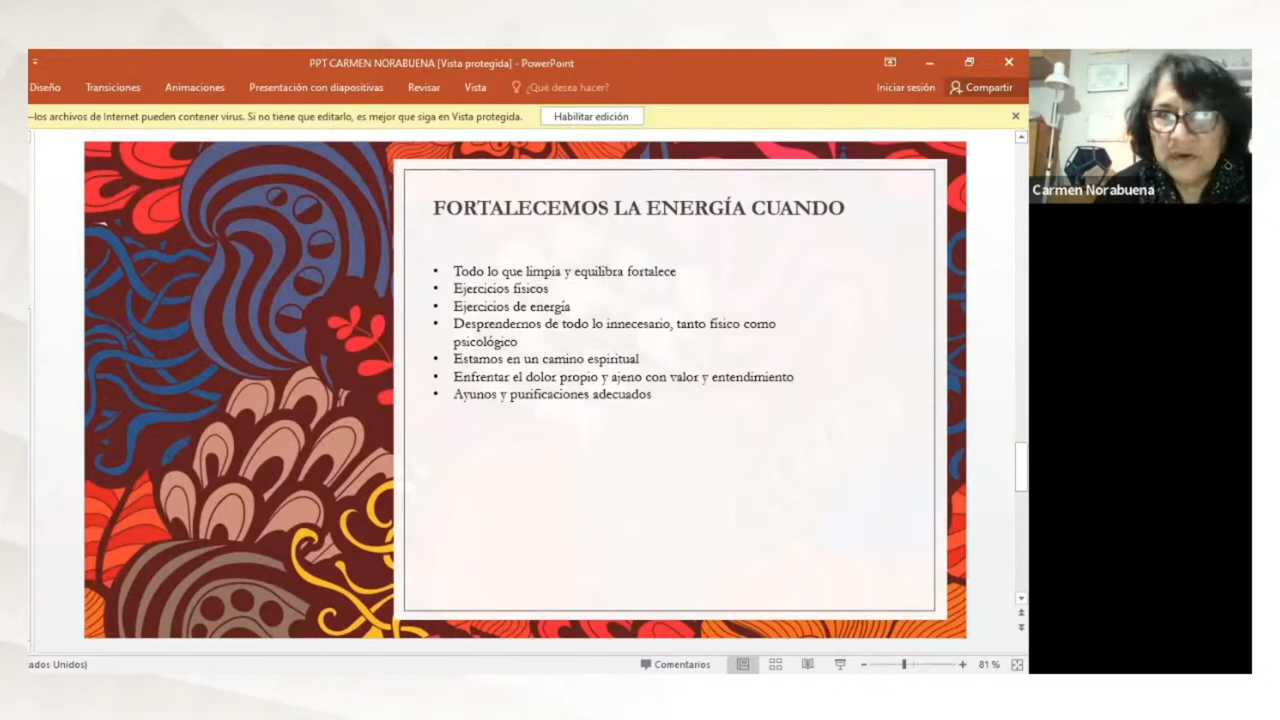 PPT CARMEN NORABUENA [Vista protegida] - PowerPoint
Diseño Transiciones Animaciones Presentación con diapositivas Revisar Vista ¿Qué desea hacer? Iniciar sesión Compartir
—los archivos de Internet pueden contener virus. Si no tiene que editarlo, es mejor que siga en Vista protegida. Habilitar edición
Carmen Norabuena
FORTALECEMOS LA ENERGÍA CUANDO
• Todo lo que limpia y equilibra fortalece
• Ejercicios físicos
• Ejercicios de energía
• Desprendernos de todo lo innecesario, tanto físico como
psicológico
• Estamos en un camino espiritual
• Enfrentar el dolor propio y ajeno con valor y entendimiento
• Ayunos y purificaciones adecuados
ados Unidos) Comentarios 81 %